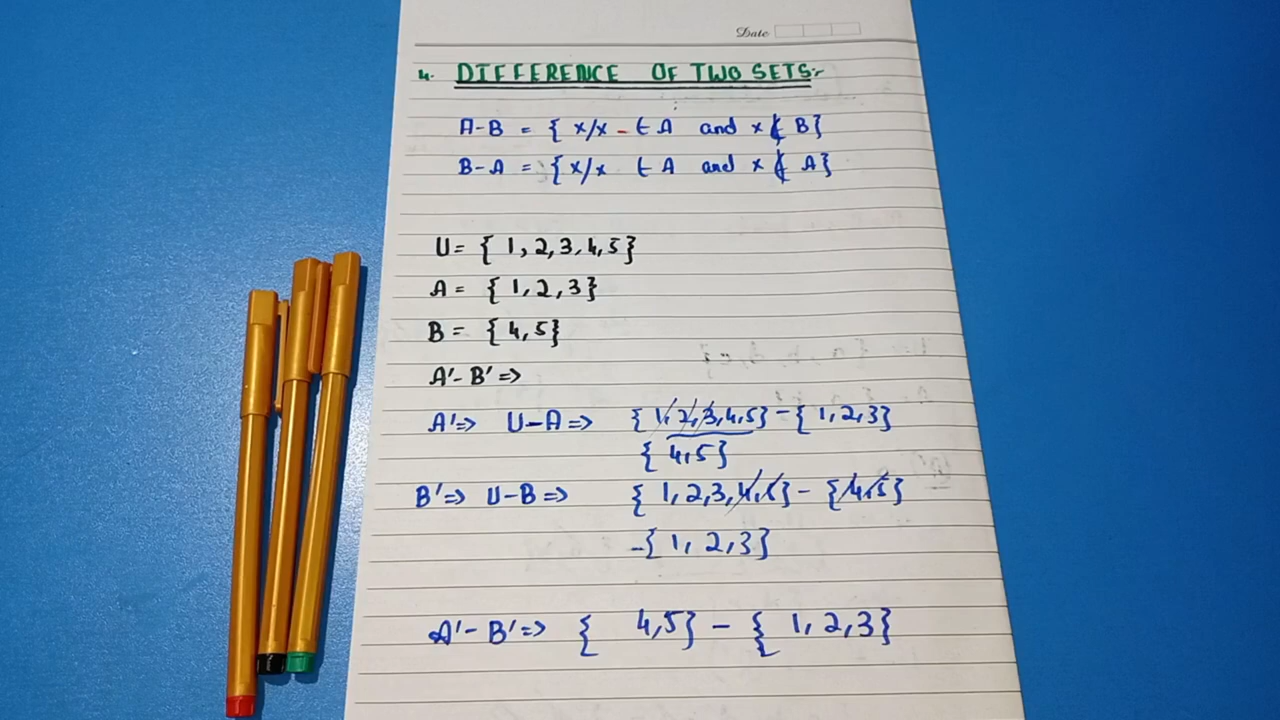 Date
4. DIFFERENCE OF TWO SETS:-
A-B = { x/x - ∈ A and x ∉ B}
B-A = { x/x ∈ A and x ∉ A}
U = { 1, 2, 3, 4, 5}
A = { 1, 2, 3}
B = { 4, 5}
A'- B' =>
A' => U-A => { 1, 2, 3, 4, 5} - { 1, 2, 3}
{ 4, 5}
B' => U-B => { 1, 2, 3, 4, 5} - { 4, 5}
-{ 1, 2, 3}
A'- B' => { 4, 5} - { 1, 2, 3}